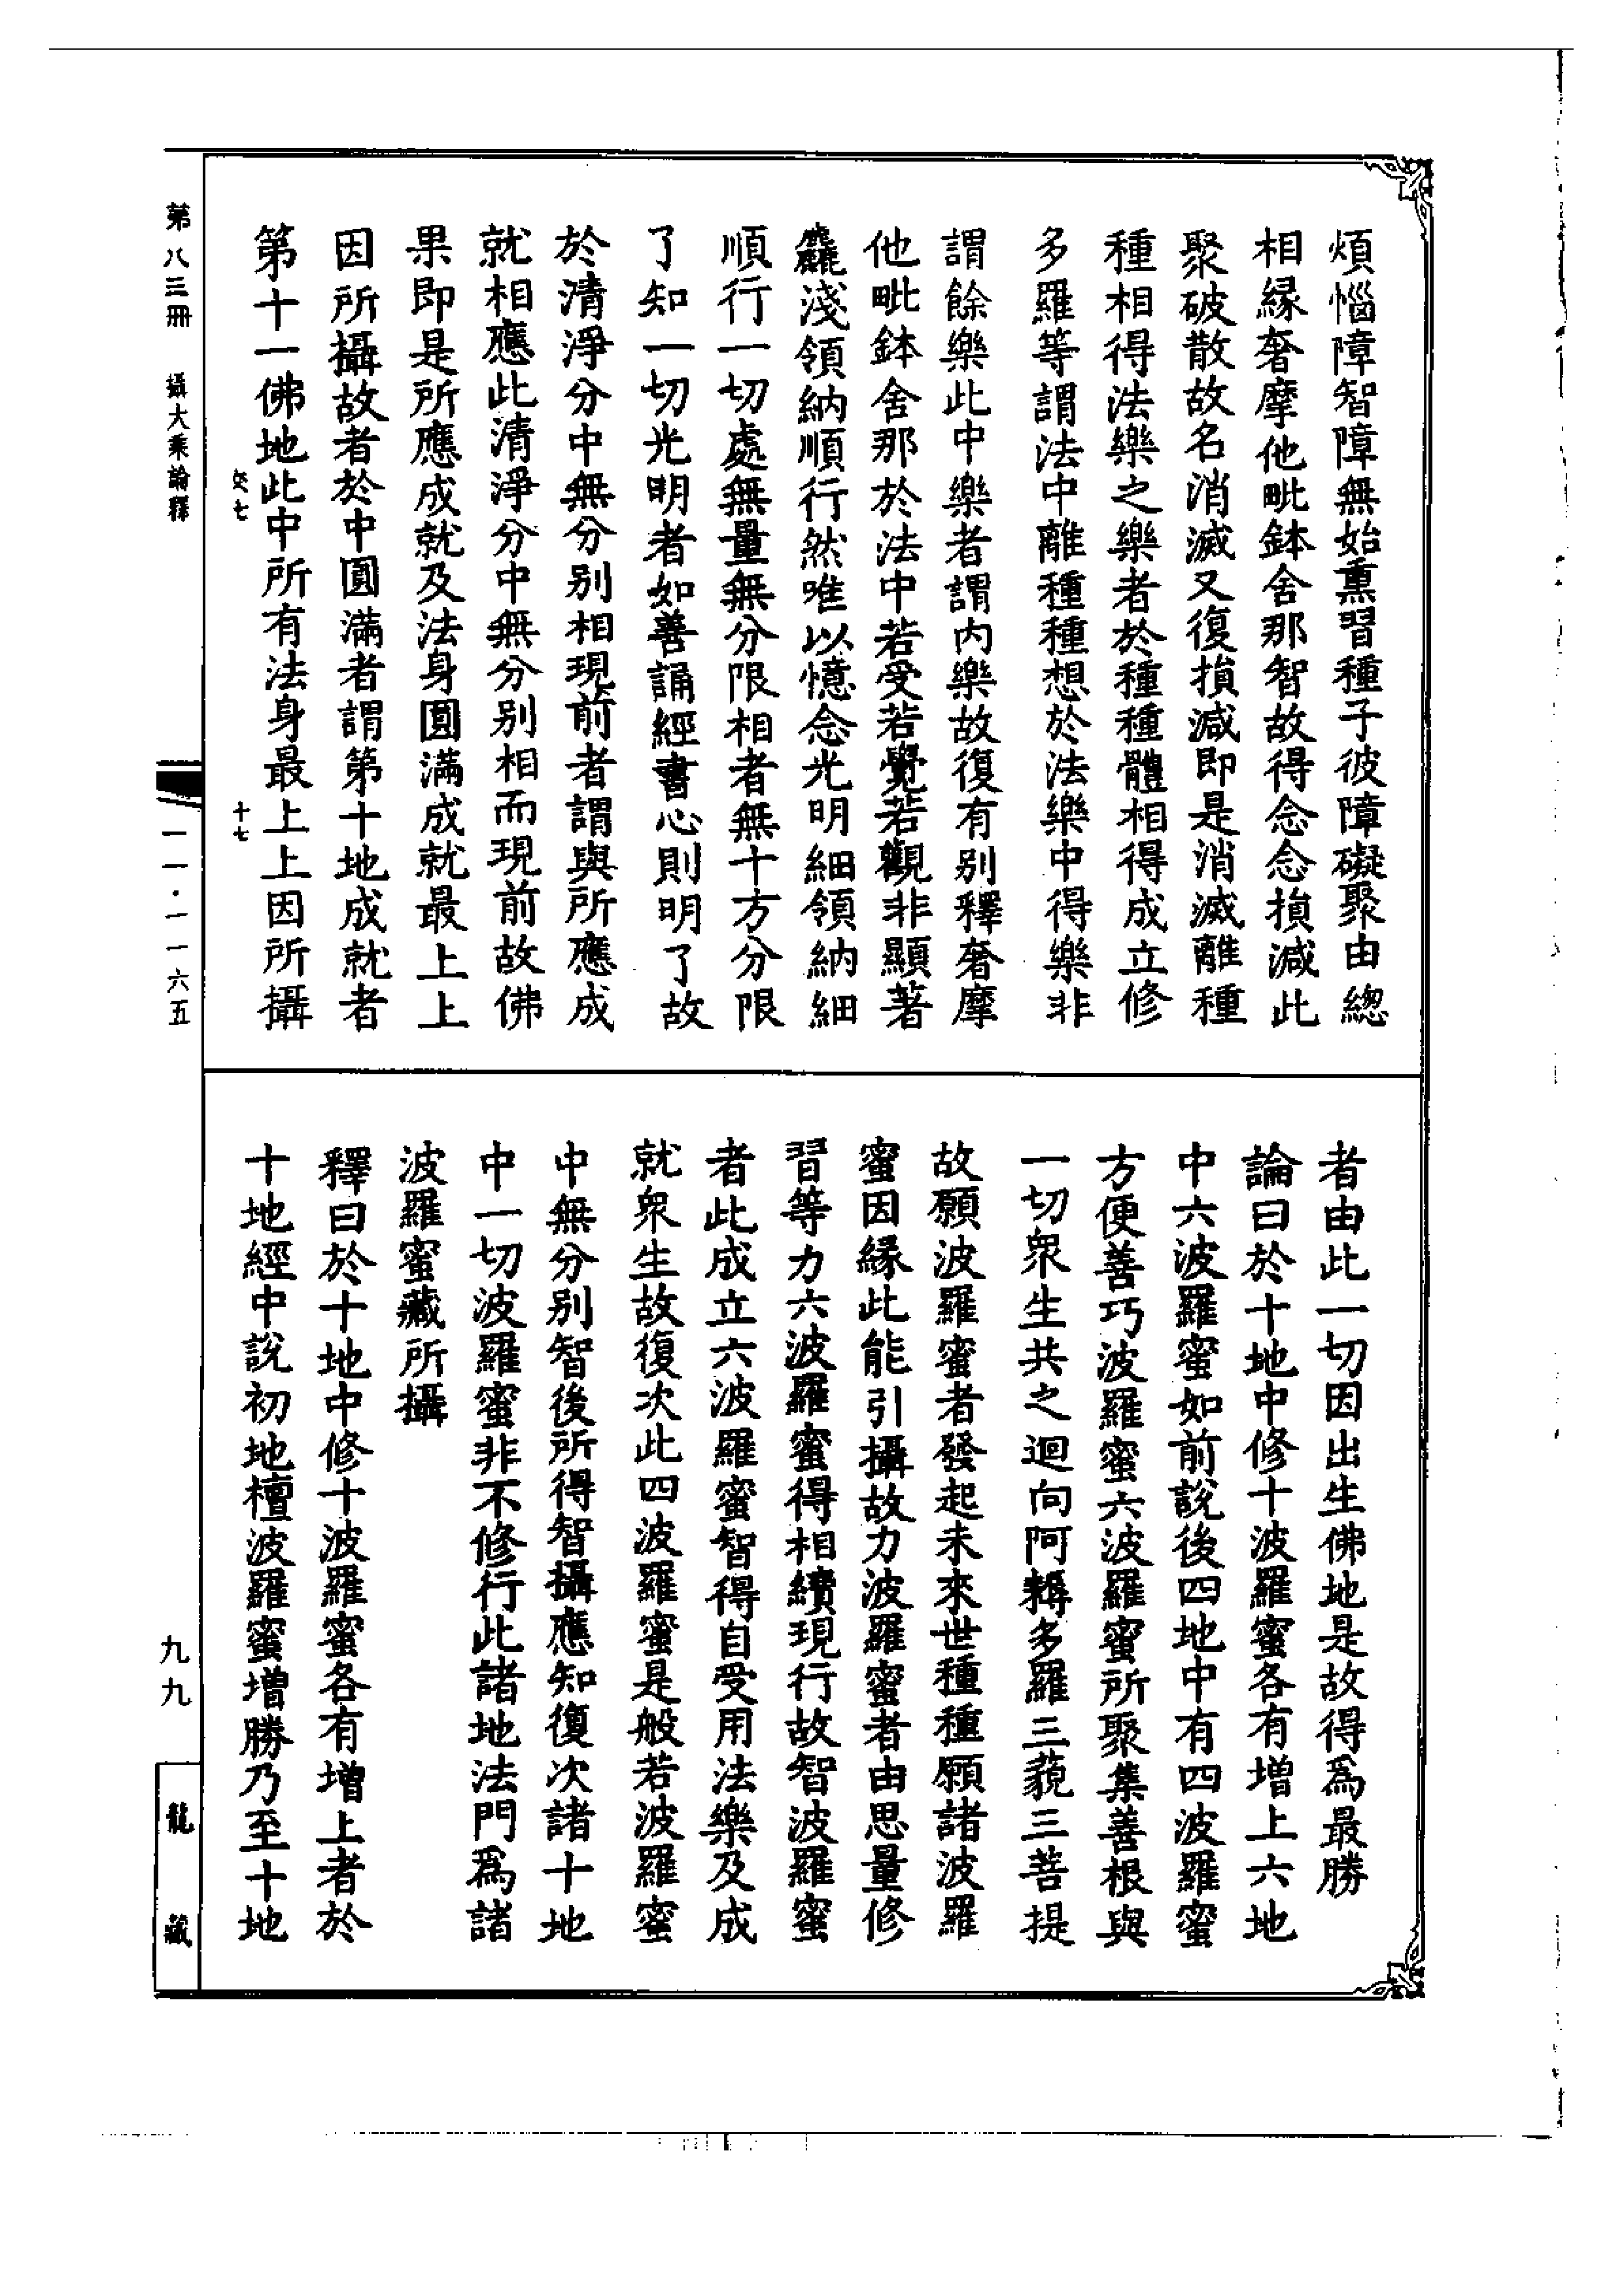 煩惱障智障無始熏習種子彼障礙聚由緫
相縁奢摩他毗鉢舍那智故得念念損減此
聚破散故名消滅又復損減即是消滅離種
種相得法樂之樂者於種種體相得成立修
多羅等謂法中離種種想於法樂中得樂非
謂餘樂此中樂者謂内樂故復有别釋奢摩
他毗鉢舍那於法中若受若覺若觀非顯著
麤淺領納順行然唯以憶念光明細領納細
順行一切處無量無分限相者無十方分限
了知一切光明者如善誦經書心則明了故
於清淨分中無分别相現前者謂與所應成
就相應此清淨分中無分别相而現前故佛
果即是所應成就及法身圓滿成就最上上
因所攝故者於中圓滿者謂第十地成就者
第十一佛地此中所有法身最上上因所攝
者由此一切因出生佛地是故得爲最勝
論曰於十地中修十波羅蜜各有增上六地
中六波羅蜜如前說後四地中有四波羅蜜
方便善巧波羅蜜六波羅蜜所聚集善根與
一切衆生共之迴向阿耨多羅三藐三菩提
故願波羅蜜者發起未來世種種願諸波羅
蜜因緣此能引攝故力波羅蜜者由思量修
習等力六波羅蜜得相續現行故智波羅蜜
者此成立六波羅蜜智得自受用法樂及成
就衆生故復次此四波羅蜜是般若波羅蜜
中無分別智後所得智攝應知復次諸十地
中一切波羅蜜非不修行此諸地法門爲諸
波羅蜜藏所攝
釋曰於十地中修十波羅蜜各有增上者於
十地經中說初地檀波羅蜜增勝乃至十地
交七
十七
第八三冊 攝大乘論釋
一一·一一六五
九九
龍藏